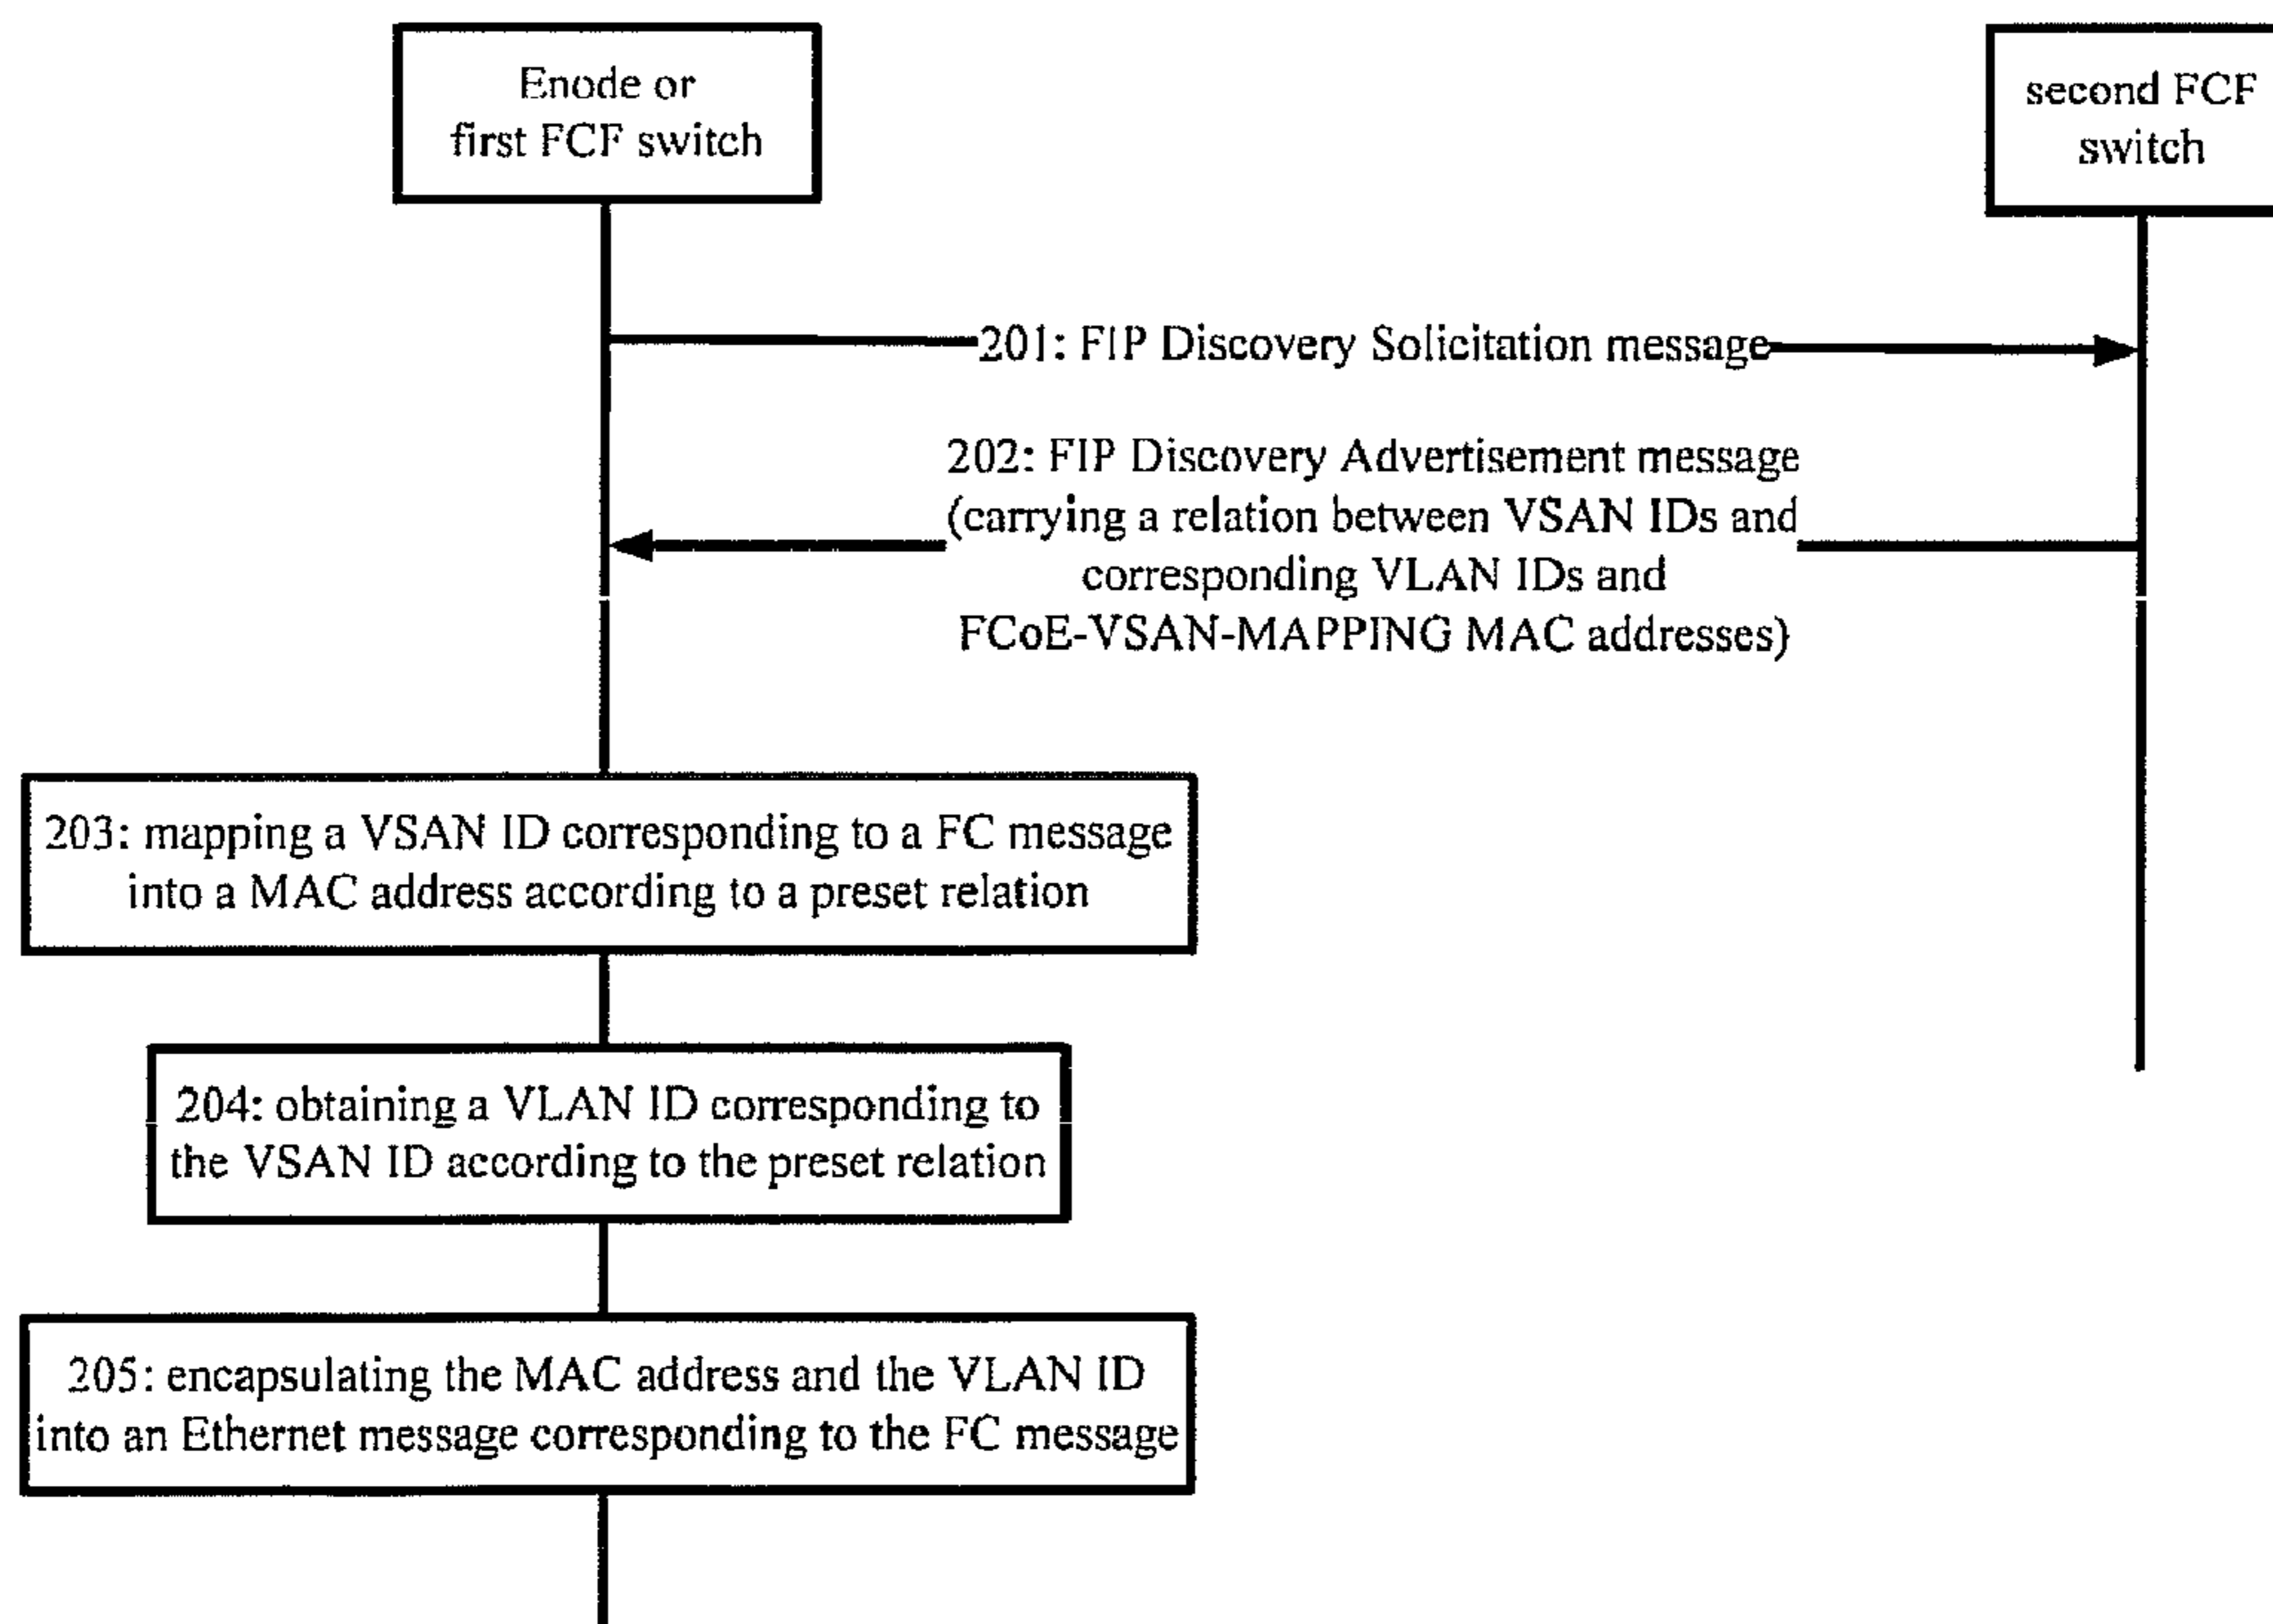 Enode or
first FCF switch
second FCF
switch
201: FIP Discovery Solicitation message
202: FIP Discovery Advertisement message
(carrying a relation between VSAN IDs and
corresponding VLAN IDs and
FCoE-VSAN-MAPPING MAC addresses)
203: mapping a VSAN ID corresponding to a FC message
into a MAC address according to a preset relation
204: obtaining a VLAN ID corresponding to
the VSAN ID according to the preset relation
205: encapsulating the MAC address and the VLAN ID
into an Ethernet message corresponding to the FC message